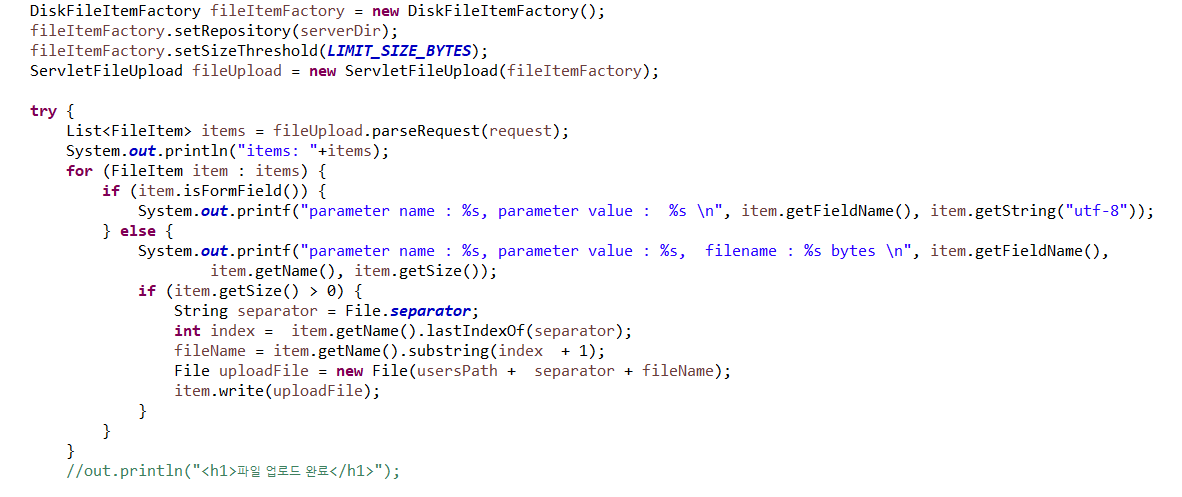 DiskFileItemFactory fileItemFactory = new DiskFileItemFactory();
fileItemFactory.setRepository(serverDir);
fileItemFactory.setSizeThreshold(LIMIT_SIZE_BYTES);
ServletFileUpload fileUpload = new ServletFileUpload(fileItemFactory);

try {
    List<FileItem> items = fileUpload.parseRequest(request);
    System.out.println("items: "+items);
    for (FileItem item : items) {
        if (item.isFormField()) {
            System.out.printf("parameter name : %s, parameter value :  %s \n", item.getFieldName(), item.getString("utf-8"));
        } else {
            System.out.printf("parameter name : %s, parameter value : %s,  filename : %s bytes \n", item.getFieldName(),
                    item.getName(), item.getSize());
            if (item.getSize() > 0) {
                String separator = File.separator;
                int index =  item.getName().lastIndexOf(separator);
                fileName = item.getName().substring(index  + 1);
                File uploadFile = new File(usersPath +  separator + fileName);
                item.write(uploadFile);
            }
        }
    }
    //out.println("<h1>파일 업로드 완료</h1>");